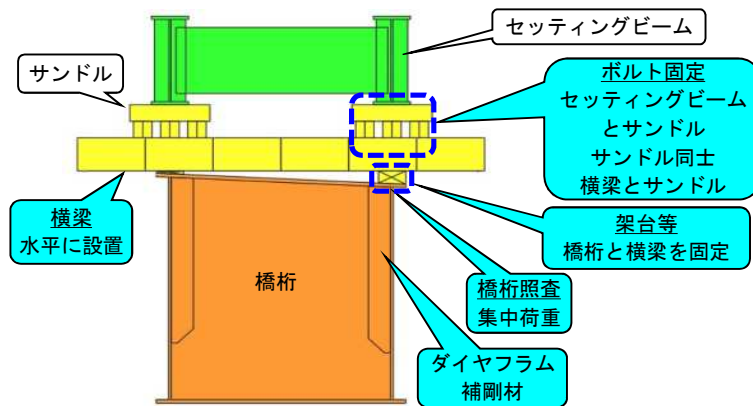 セッティングビーム
サンドル
ボルト固定
セッティングビーム
とサンドル
サンドル同士
横梁とサンドル
横梁
水平に設置
架台等
橋桁と横梁を固定
橋桁
橋桁照査
集中荷重
ダイヤフラム
補剛材